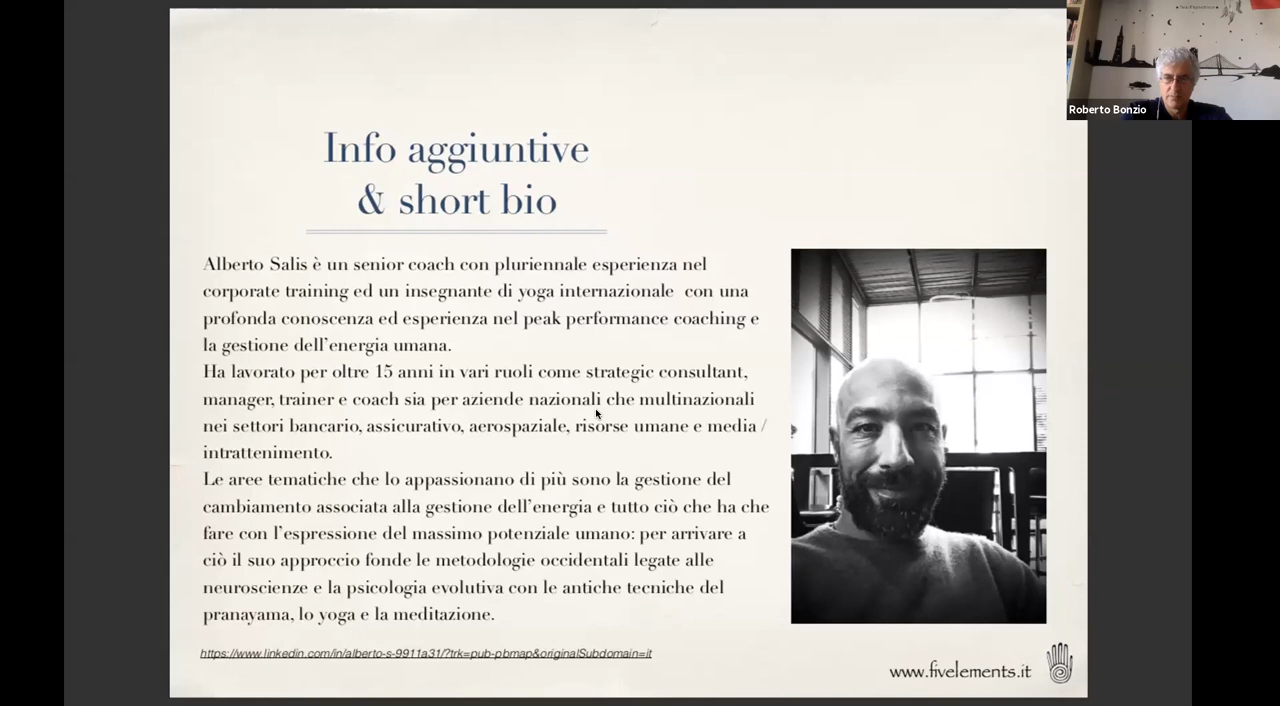 Info aggiuntive
& short bio
Alberto Salis è un senior coach con pluriennale esperienza nel
corporate training ed un insegnante di yoga internazionale con una
profonda conoscenza ed esperienza nel peak performance coaching e
la gestione dell'energia umana.
Ha lavorato per oltre 15 anni in vari ruoli come strategic consultant,
manager, trainer e coach sia per aziende nazionali che multinazionali
nei settori bancario, assicurativo, aerospaziale, risorse umane e media /
intrattenimento.
Le aree tematiche che lo appassionano di più sono la gestione del
cambiamento associata alla gestione dell'energia e tutto ciò che ha che
fare con l'espressione del massimo potenziale umano: per arrivare a
ciò il suo approccio fonde le metodologie occidentali legate alle
neuroscienze e la psicologia evolutiva con le antiche tecniche del
pranayama, lo yoga e la meditazione.
https://www.linkedin.com/in/alberto-s-9911a31/?trk=pub-pbmap&originalSubdomain=it
www.fivelements.it
Roberto Bonzio